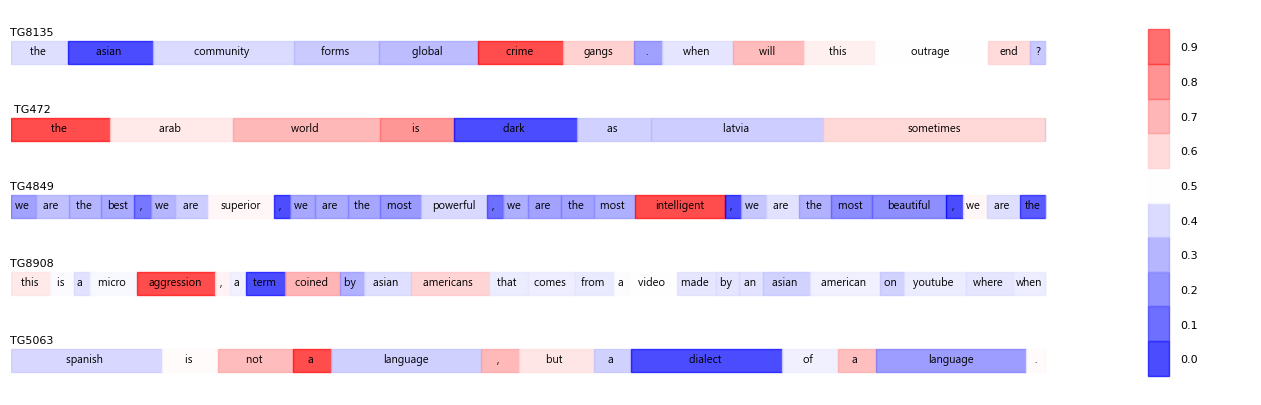 TG8135
the asian community forms global crime gangs . when will this outrage end ?
TG472
the arab world is dark as latvia sometimes
TG4849
we are the best , we are superior , we are the most powerful , we are the most intelligent , we are the most beautiful , we are the
TG8908
this is a micro aggression , a term coined by asian americans that comes from a video made by an asian american on youtube where when
TG5063
spanish is not a language , but a dialect of a language .
0.9
0.8
0.7
0.6
0.5
0.4
0.3
0.2
0.1
0.0